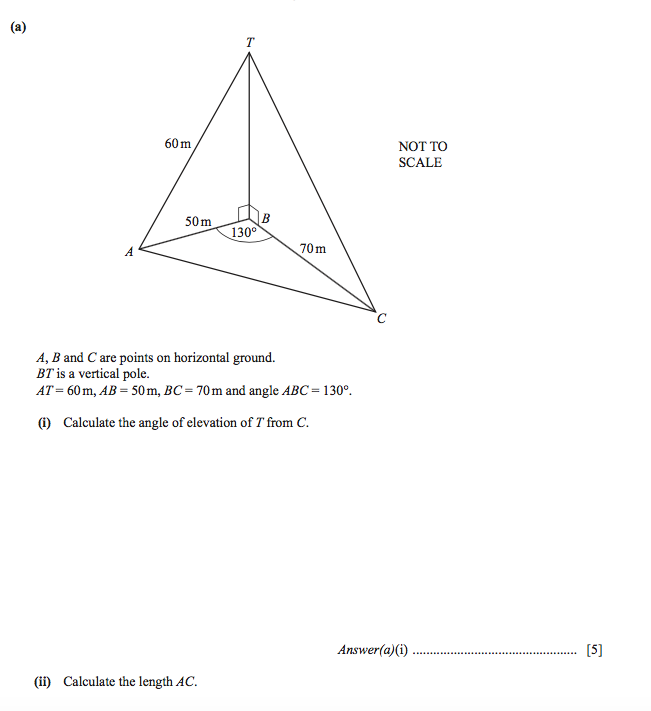 (a)
T
60 m
NOT TO
SCALE
50 m
B
130°
A
70 m
C
A, B and C are points on horizontal ground.
BT is a vertical pole.
AT = 60 m, AB = 50 m, BC = 70 m and angle ABC = 130°.
(i) Calculate the angle of elevation of T from C.
Answer(a)(i) ................................................ [5]
(ii) Calculate the length AC.